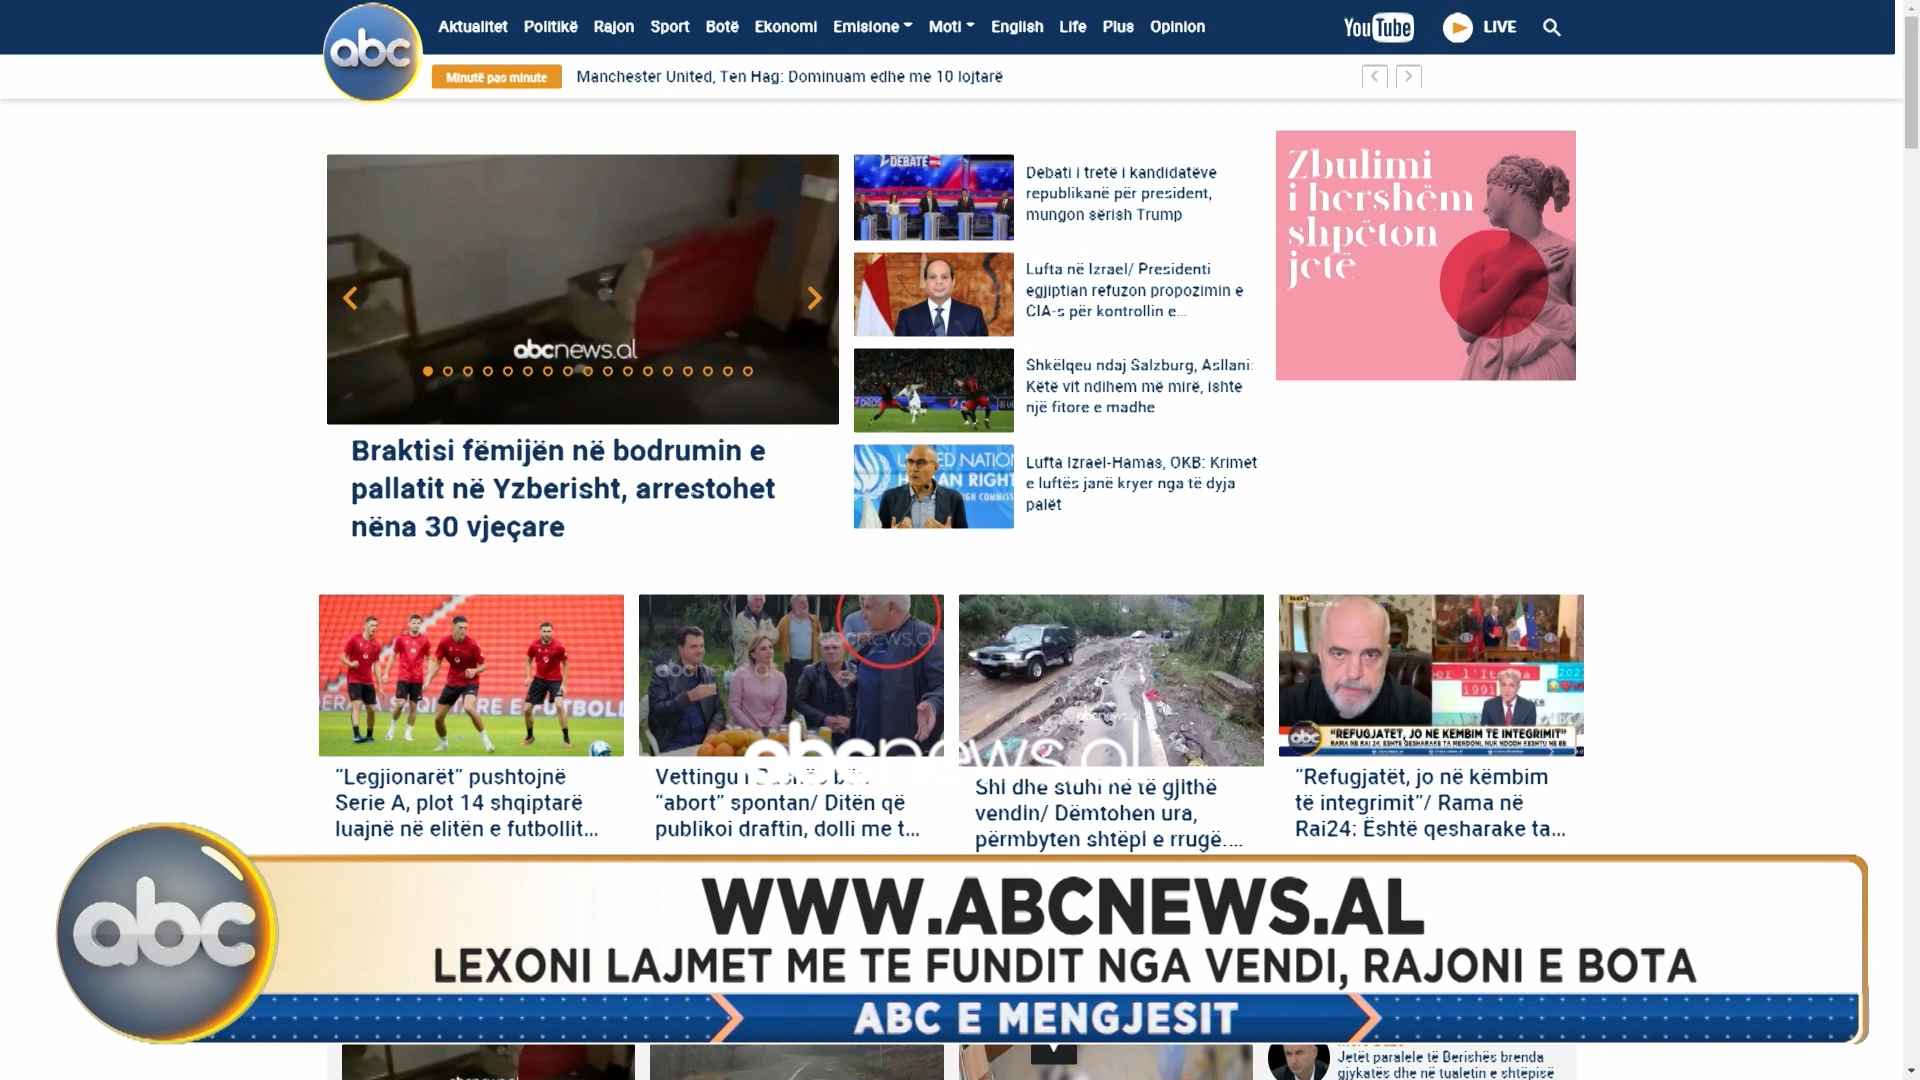 abc
Aktualitet Politikë Rajon Sport Botë Ekonomi Emisione Moti English Life Plus Opinion
YouTube LIVE
Minutë pas minute
Manchester United, Ten Hag: Dominuam edhe me 10 lojtarë
abcnews.al
Braktisi fëmijën në bodrumin e
pallatit në Yzberisht, arrestohet
nëna 30 vjeçare
DEBATE
Debati i tretë i kandidatëve
republikanë për president,
mungon sërish Trump
Lufta në Izrael/ Presidenti
egjiptian refuzon propozimin e
CIA-s për kontrollin e...
Shkëlqeu ndaj Salzburg, Asllani:
Këtë vit ndihem më mirë, ishte
një fitore e madhe
Lufta Izrael-Hamas, OKB: Krimet
e luftës janë kryer nga të dyja
palët
Zbulimi
i hershëm
shpëton
jetë
“Legjionarët” pushtojnë
Serie A, plot 14 shqiptarë
luajnë në elitën e futbollit...
abcnews.al
“abort” spontan/ Ditën që
publikoi draftin, dolli me t...
abcnews.al
Shi dhe stuhi në të gjithë
vendin/ Dëmtohen ura,
përmbyten shtëpi e rrugë....
1991
abc
“REFUGJATET, JO NE KEMBIM TE INTEGRIMIT”
“Refugjatët, jo në këmbim
të integrimit”/ Rama në
Rai24: Është qesharake ta...
abc
WWW.ABCNEWS.AL
LEXONI LAJMET ME TE FUNDIT NGA VENDI, RAJONI E BOTA
ABC E MENGJESIT
Jetët paralele të Berishës brenda
gjykatës dhe në tualetin e shtëpisë